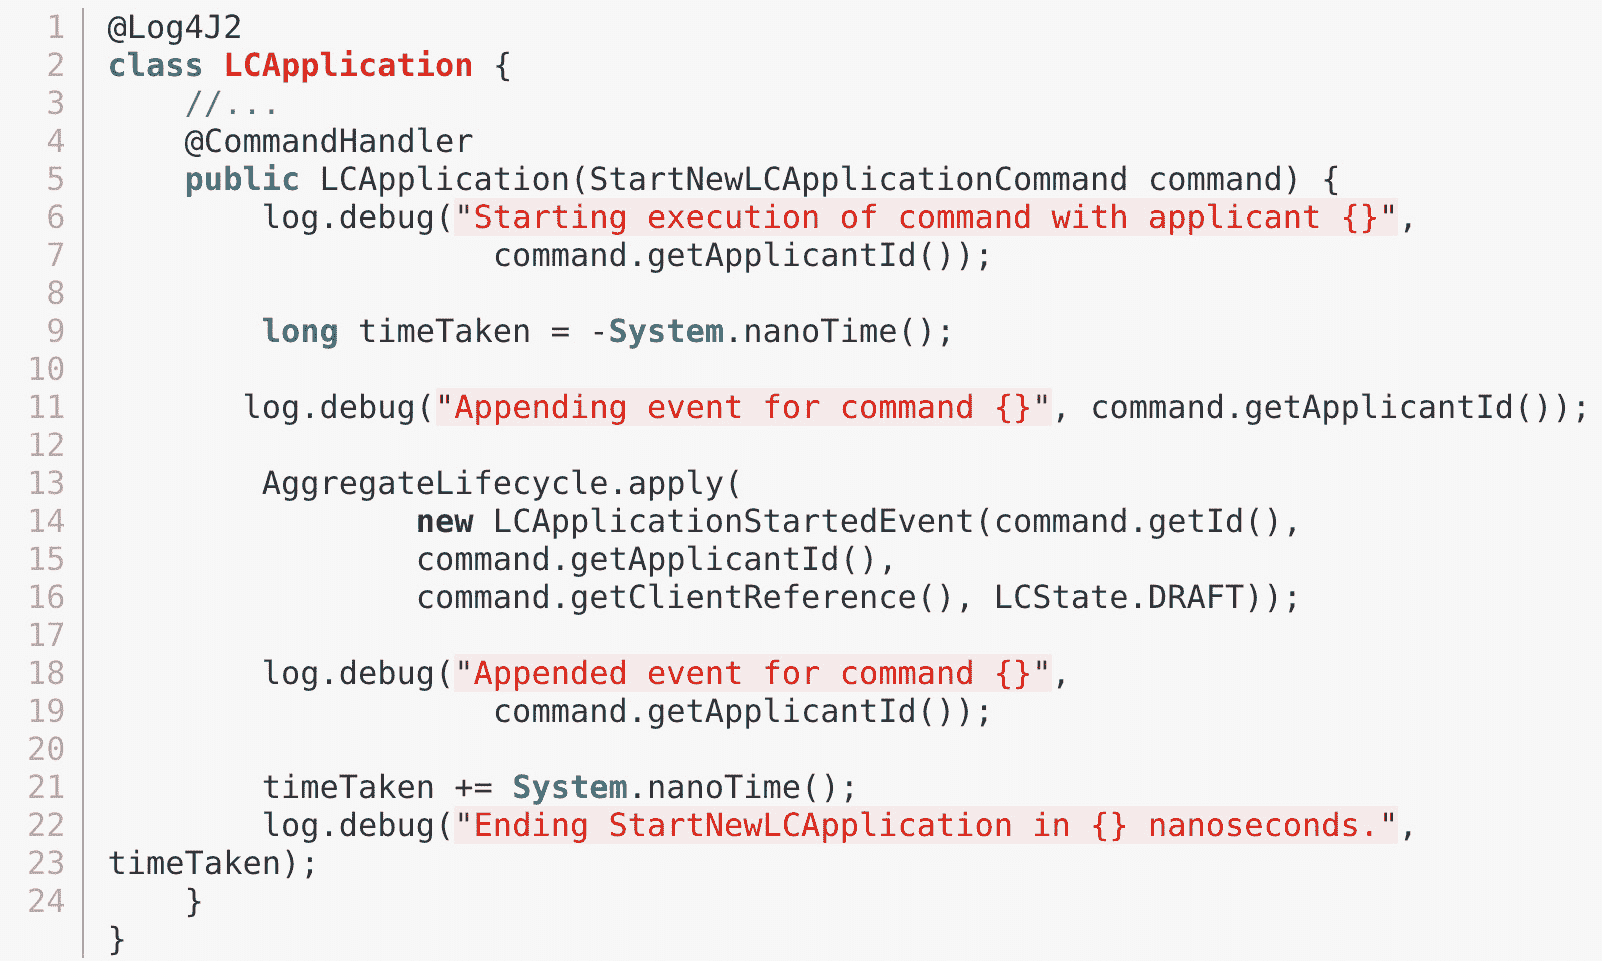 1 @Log4J2
2 class LCApplication {
3     //...
4     @CommandHandler
5     public LCApplication(StartNewLCApplicationCommand command) {
6         log.debug("Starting execution of command with applicant {}",
7                     command.getApplicantId());
8
9         long timeTaken = -System.nanoTime();
10
11        log.debug("Appending event for command {}", command.getApplicantId());
12
13        AggregateLifecycle.apply(
14                new LCApplicationStartedEvent(command.getId(),
15                command.getApplicantId(),
16                command.getClientReference(), LCState.DRAFT));
17
18        log.debug("Appended event for command {}",
19                    command.getApplicantId());
20
21        timeTaken += System.nanoTime();
22        log.debug("Ending StartNewLCApplication in {} nanoseconds.",
23 timeTaken);
24     }
}